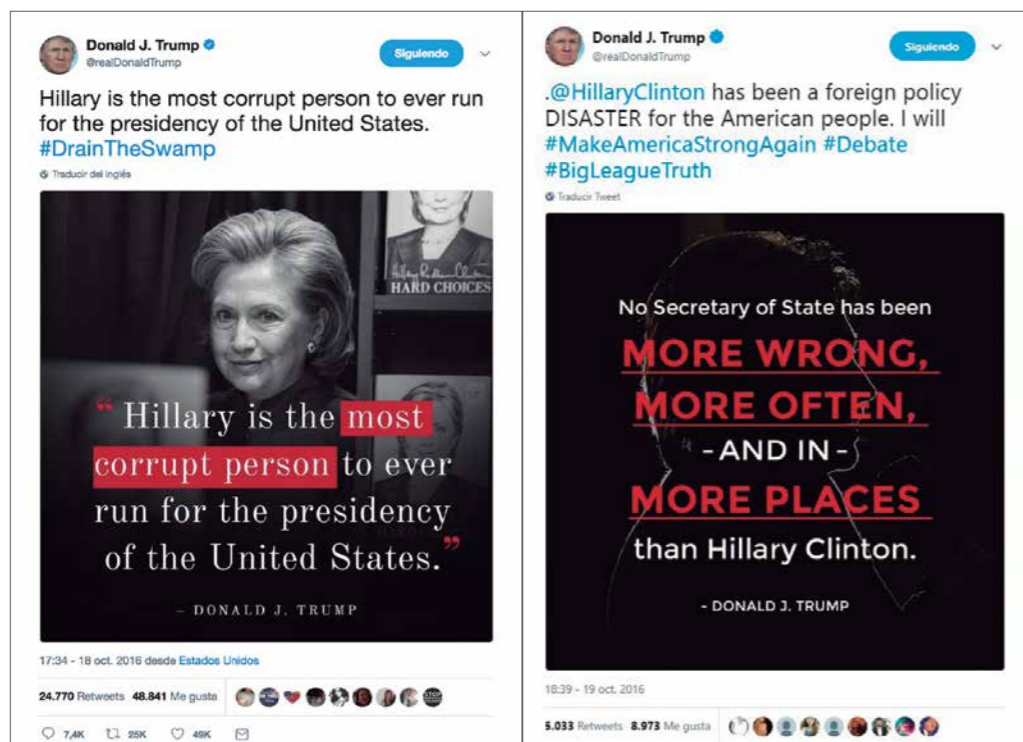 Donald J. Trump
@realDonaldTrump
Siguiendo
Hillary is the most corrupt person to ever run
for the presidency of the United States.
#DrainTheSwamp
Traducir del inglés
Hillary Rodham Clinton
HARD CHOICES
“Hillary is the most
corrupt person to ever
run for the presidency
of the United States.”
– DONALD J. TRUMP
17:34 - 18 oct. 2016 desde Estados Unidos
24.770 Retweets 48.841 Me gusta
7,4K 25K 49K
Donald J. Trump
@realDonaldTrump
Siguiendo
.@HillaryClinton has been a foreign policy
DISASTER for the American people. I will
#MakeAmericaStrongAgain #Debate
#BigLeagueTruth
Traducir Tweet
No Secretary of State has been
MORE WRONG,
MORE OFTEN,
- AND IN -
MORE PLACES
than Hillary Clinton.
- DONALD J. TRUMP
18:39 - 19 oct. 2016
5.033 Retweets 8.973 Me gusta